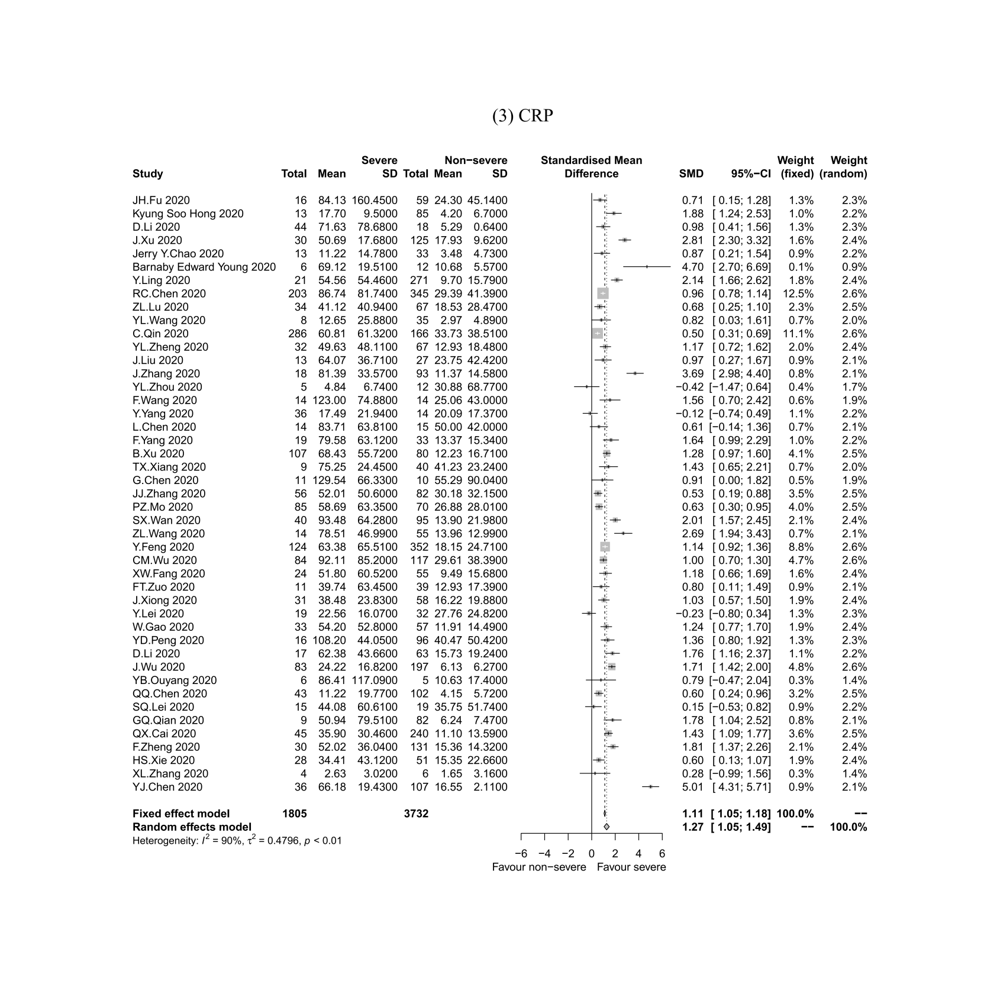 (3) CRP
Severe Non−severe Standardised Mean Weight Weight
Study Total Mean SD Total Mean SD Difference SMD 95%−CI (fixed) (random)
JH.Fu 2020 16 84.13 160.4500 59 24.30 45.1400 0.71 [ 0.15; 1.28] 1.3% 2.3%
Kyung Soo Hong 2020 13 17.70 9.5000 85 4.20 6.7000 1.88 [ 1.24; 2.53] 1.0% 2.2%
D.Li 2020 44 71.63 78.6800 18 5.29 0.6400 0.98 [ 0.41; 1.56] 1.3% 2.3%
J.Xu 2020 30 50.69 17.6800 125 17.93 9.6200 2.81 [ 2.30; 3.32] 1.6% 2.4%
Jerry Y.Chao 2020 13 11.22 14.7800 33 3.48 4.7300 0.87 [ 0.21; 1.54] 0.9% 2.2%
Barnaby Edward Young 2020 6 69.12 19.5100 12 10.68 5.5700 4.70 [ 2.70; 6.69] 0.1% 0.9%
Y.Ling 2020 21 54.56 54.4600 271 9.70 15.7900 2.14 [ 1.66; 2.62] 1.8% 2.4%
RC.Chen 2020 203 86.74 81.7400 345 29.39 41.3900 0.96 [ 0.78; 1.14] 12.5% 2.6%
ZL.Lu 2020 34 41.12 40.9400 67 18.53 28.4700 0.68 [ 0.25; 1.10] 2.3% 2.5%
YL.Wang 2020 8 12.65 25.8800 35 2.97 4.8900 0.82 [ 0.03; 1.61] 0.7% 2.0%
C.Qin 2020 286 60.81 61.3200 166 33.73 38.5100 0.50 [ 0.31; 0.69] 11.1% 2.6%
YL.Zheng 2020 32 49.63 48.1100 67 12.93 18.4800 1.17 [ 0.72; 1.62] 2.0% 2.4%
J.Liu 2020 13 64.07 36.7100 27 23.75 42.4200 0.97 [ 0.27; 1.67] 0.9% 2.1%
J.Zhang 2020 18 81.39 33.5700 93 11.37 14.5800 3.69 [ 2.98; 4.40] 0.8% 2.1%
YL.Zhou 2020 5 4.84 6.7400 12 30.88 68.7700 −0.42 [−1.47; 0.64] 0.4% 1.7%
F.Wang 2020 14 123.00 74.8800 14 25.06 43.0000 1.56 [ 0.70; 2.42] 0.6% 1.9%
Y.Yang 2020 36 17.49 21.9400 14 20.09 17.3700 −0.12 [−0.74; 0.49] 1.1% 2.2%
L.Chen 2020 14 83.71 63.8100 15 50.00 42.0000 0.61 [−0.14; 1.36] 0.7% 2.1%
F.Yang 2020 19 79.58 63.1200 33 13.37 15.3400 1.64 [ 0.99; 2.29] 1.0% 2.2%
B.Xu 2020 107 68.43 55.7200 80 12.23 16.7100 1.28 [ 0.97; 1.60] 4.1% 2.5%
TX.Xiang 2020 9 75.25 24.4500 40 41.23 23.2400 1.43 [ 0.65; 2.21] 0.7% 2.0%
G.Chen 2020 11 129.54 66.3300 10 55.29 90.0400 0.91 [ 0.00; 1.82] 0.5% 1.9%
JJ.Zhang 2020 56 52.01 50.6000 82 30.18 32.1500 0.53 [ 0.19; 0.88] 3.5% 2.5%
PZ.Mo 2020 85 58.69 63.3500 70 26.88 28.0100 0.63 [ 0.30; 0.95] 4.0% 2.5%
SX.Wan 2020 40 93.48 64.2800 95 13.90 21.9800 2.01 [ 1.57; 2.45] 2.1% 2.4%
ZL.Wang 2020 14 78.51 46.9900 55 13.96 12.9900 2.69 [ 1.94; 3.43] 0.7% 2.1%
Y.Feng 2020 124 63.38 65.5100 352 18.15 24.7100 1.14 [ 0.92; 1.36] 8.8% 2.6%
CM.Wu 2020 84 92.11 85.2000 117 29.61 38.3900 1.00 [ 0.70; 1.30] 4.7% 2.6%
XW.Fang 2020 24 51.80 60.5200 55 9.49 15.6800 1.18 [ 0.66; 1.69] 1.6% 2.4%
FT.Zuo 2020 11 39.74 63.4500 39 12.93 17.3900 0.80 [ 0.11; 1.49] 0.9% 2.1%
J.Xiong 2020 31 38.48 23.8300 58 16.22 19.8800 1.03 [ 0.57; 1.50] 1.9% 2.4%
Y.Lei 2020 19 22.56 16.0700 32 27.76 24.8200 −0.23 [−0.80; 0.34] 1.3% 2.3%
W.Gao 2020 33 54.20 52.8000 57 11.91 14.4900 1.24 [ 0.77; 1.70] 1.9% 2.4%
YD.Peng 2020 16 108.20 44.0500 96 40.47 50.4200 1.36 [ 0.80; 1.92] 1.3% 2.3%
D.Li 2020 17 62.38 43.6600 63 15.73 19.2400 1.76 [ 1.16; 2.37] 1.1% 2.2%
J.Wu 2020 83 24.22 16.8200 197 6.13 6.2700 1.71 [ 1.42; 2.00] 4.8% 2.6%
YB.Ouyang 2020 6 86.41 117.0900 5 10.63 17.4000 0.79 [−0.47; 2.04] 0.3% 1.4%
QQ.Chen 2020 43 11.22 19.7700 102 4.15 5.7200 0.60 [ 0.24; 0.96] 3.2% 2.5%
SQ.Lei 2020 15 44.08 60.6100 19 35.75 51.7400 0.15 [−0.53; 0.82] 0.9% 2.2%
GQ.Qian 2020 9 50.94 79.5100 82 6.24 7.4700 1.78 [ 1.04; 2.52] 0.8% 2.1%
QX.Cai 2020 45 35.90 30.4600 240 11.10 13.5900 1.43 [ 1.09; 1.77] 3.6% 2.5%
F.Zheng 2020 30 52.02 36.0400 131 15.36 14.3200 1.81 [ 1.37; 2.26] 2.1% 2.4%
HS.Xie 2020 28 34.41 43.1200 51 15.35 22.6600 0.60 [ 0.13; 1.07] 1.9% 2.4%
XL.Zhang 2020 4 2.63 3.0200 6 1.65 3.1600 0.28 [−0.99; 1.56] 0.3% 1.4%
YJ.Chen 2020 36 66.18 19.4300 107 16.55 2.1100 5.01 [ 4.31; 5.71] 0.9% 2.1%
Fixed effect model 1805 3732 1.11 [ 1.05; 1.18] 100.0% −−
Random effects model 1.27 [ 1.05; 1.49] −− 100.0%
Heterogeneity: I² = 90%, τ² = 0.4796, p < 0.01
−6 −4 −2 0 2 4 6
Favour non−severe Favour severe